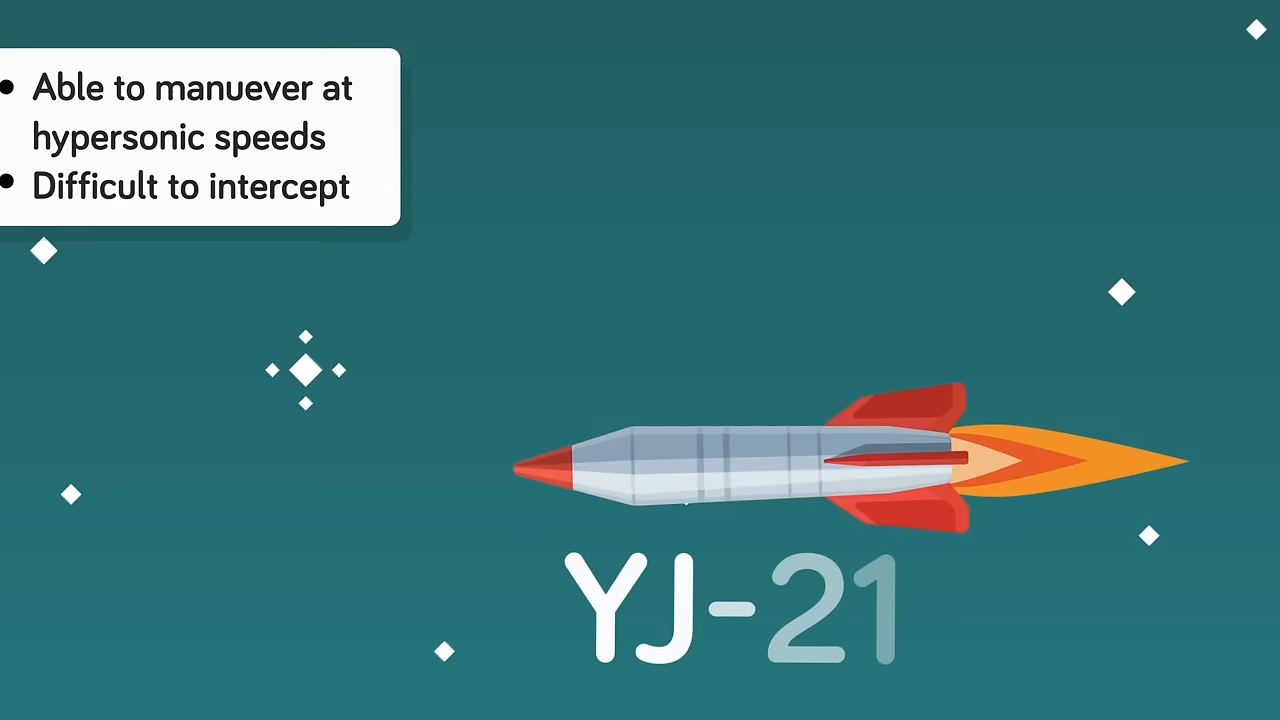 • Able to manuever at
hypersonic speeds
• Difficult to intercept
YJ-21